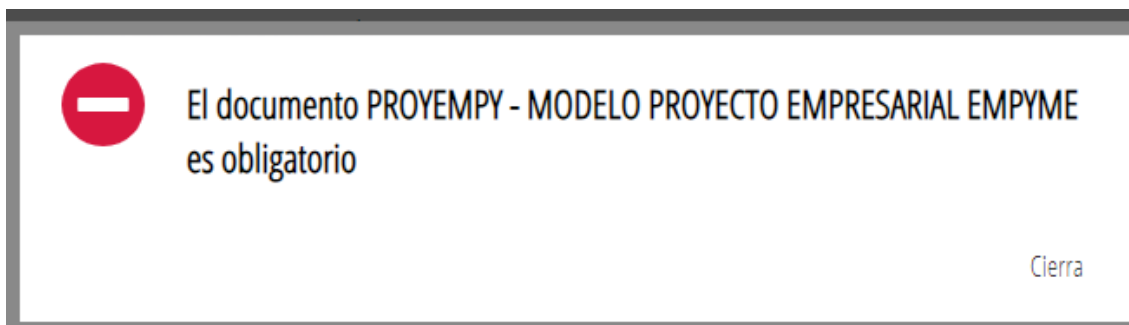 El documento PROYEMPY - MODELO PROYECTO EMPRESARIAL EMPYME
es obligatorio
Cierra